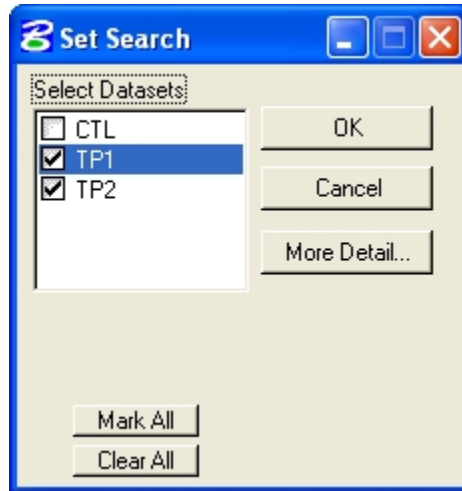 Set Search
Select Datasets
CTL
TP1
TP2
OK
Cancel
More Detail...
Mark All
Clear All